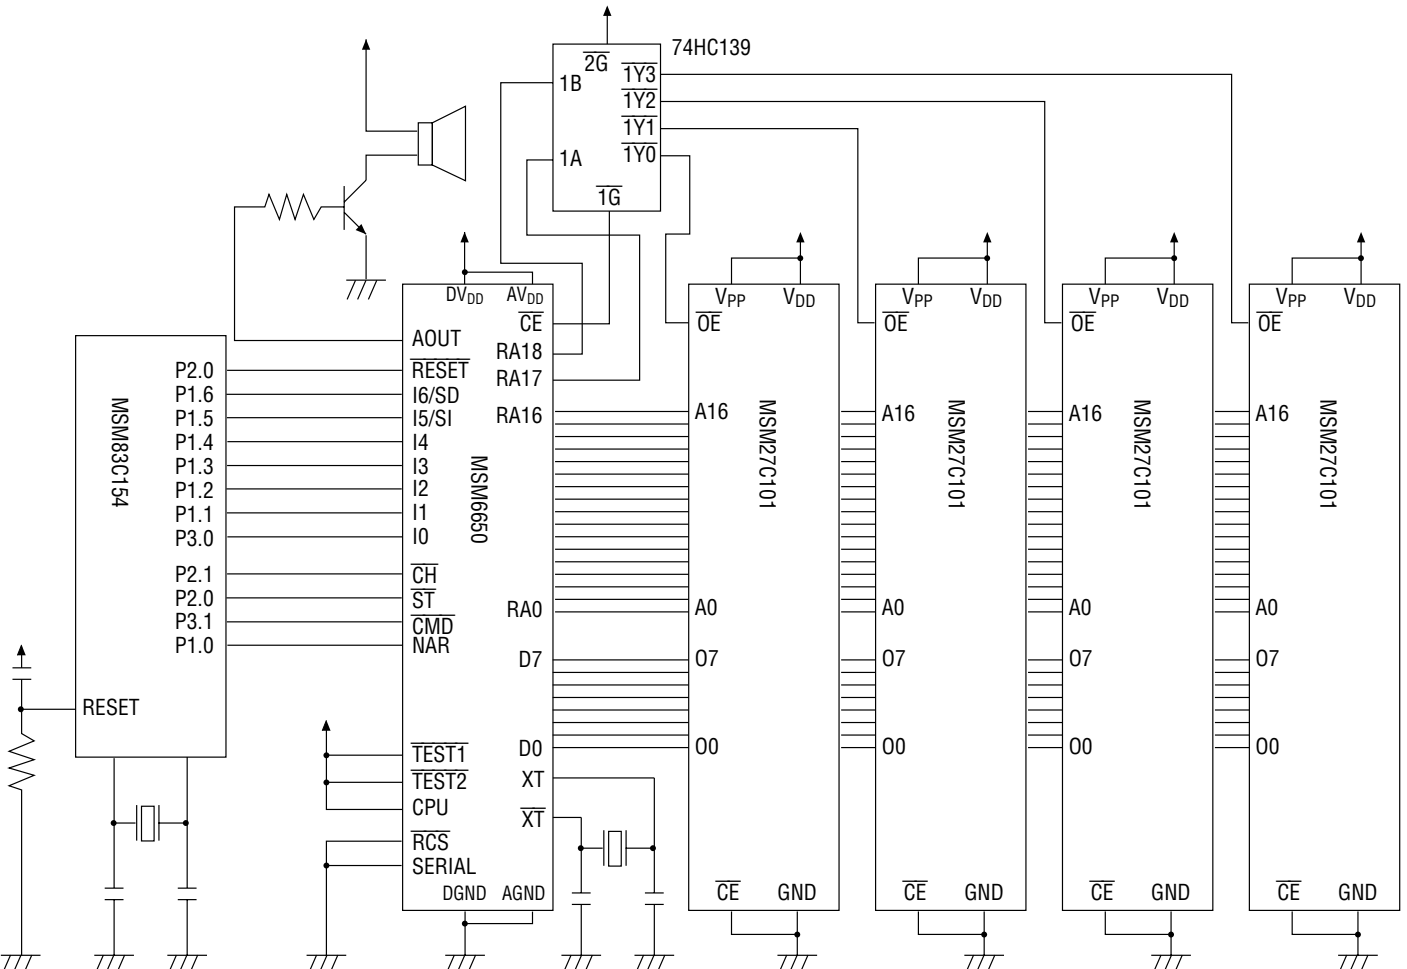 74HC139
2G
1B
1Y3
1Y2
1Y1
1A
1Y0
1G
MSM83C154
P2.0
P1.6
P1.5
P1.4
P1.3
P1.2
P1.1
P3.0
P2.1
P2.0
P3.1
P1.0
RESET
MSM6650
DVDD
AVDD
AOUT
RESET
I6/SD
I5/SI
I4
I3
I2
I1
I0
CH
ST
CMD
NAR
TEST1
TEST2
CPU
RCS
SERIAL
DGND
AGND
CE
RA18
RA17
RA16
RA0
D7
D0
XT
XT
VPP
VDD
OE
A16
MSM27C101
A0
O7
O0
CE
GND
VPP
VDD
OE
A16
MSM27C101
A0
O7
O0
CE
GND
VPP
VDD
OE
A16
MSM27C101
A0
O7
O0
CE
GND
VPP
VDD
OE
A16
MSM27C101
A0
O7
O0
CE
GND